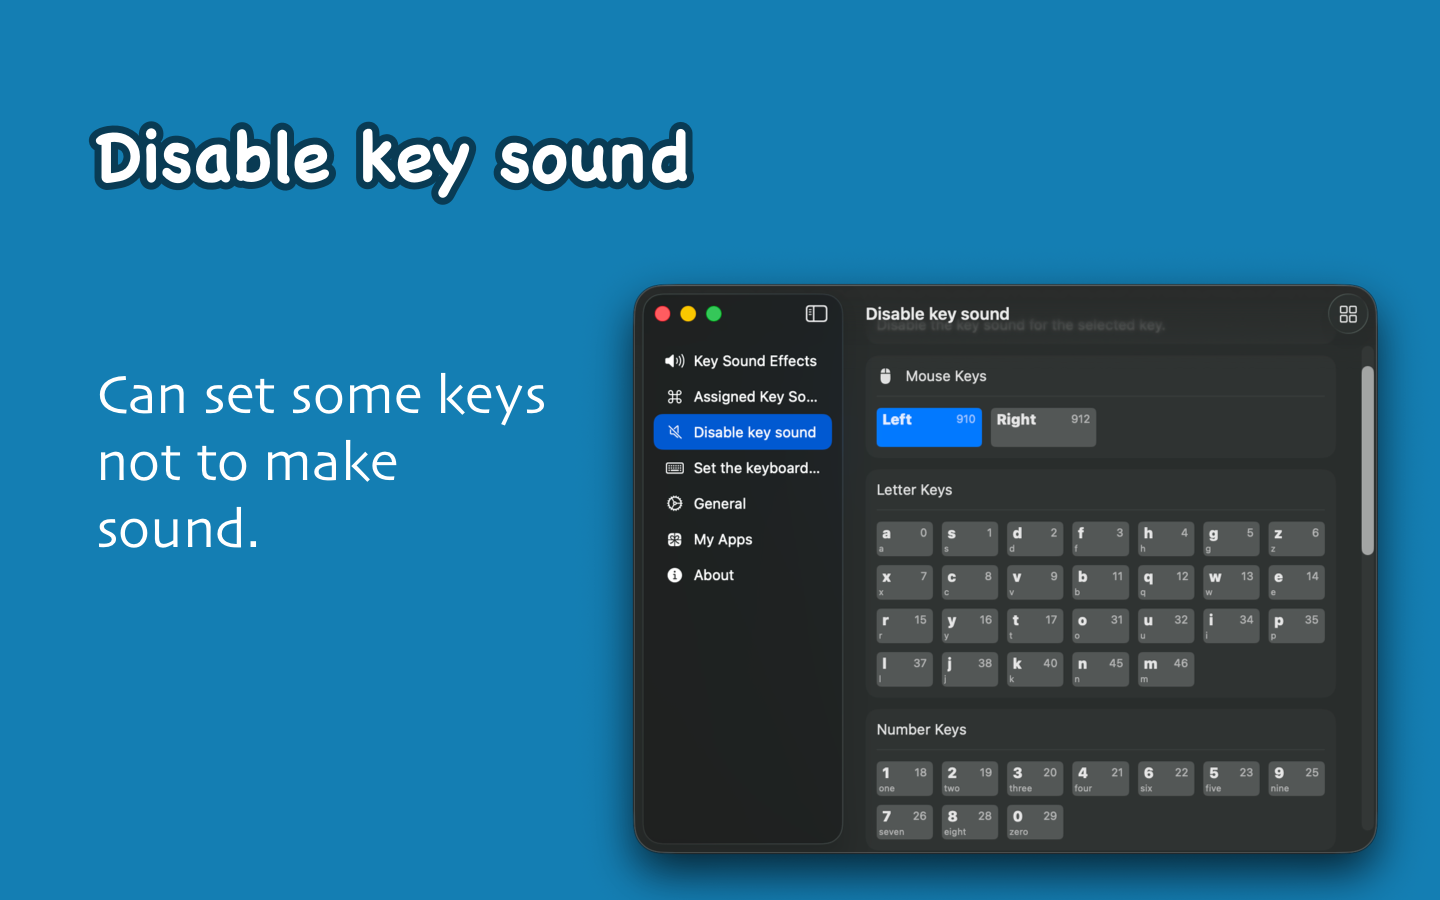 Disable key sound
Can set some keys
not to make
sound.
Disable key sound
Disable the key sound for the selected key.
Key Sound Effects
Assigned Key So...
Disable key sound
Set the keyboard...
General
My Apps
About
Mouse Keys
Left 910 Right 912
Letter Keys
a 0 s 1 d 2 f 3 h 4 g 5 z 6
a s d f h g z
x 7 c 8 v 9 b 11 q 12 w 13 e 14
x c v b q w e
r 15 y 16 t 17 o 31 u 32 i 34 p 35
r y t o u i p
l 37 j 38 k 40 n 45 m 46
l j k n m
Number Keys
1 18 2 19 3 20 4 21 6 22 5 23 9 25
one two three four six five nine
7 26 8 28 0 29
seven eight zero